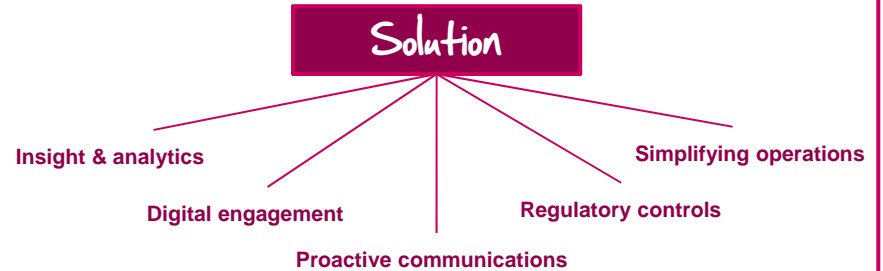 Solution
Insight & analytics
Digital engagement
Proactive communications
Regulatory controls
Simplifying operations